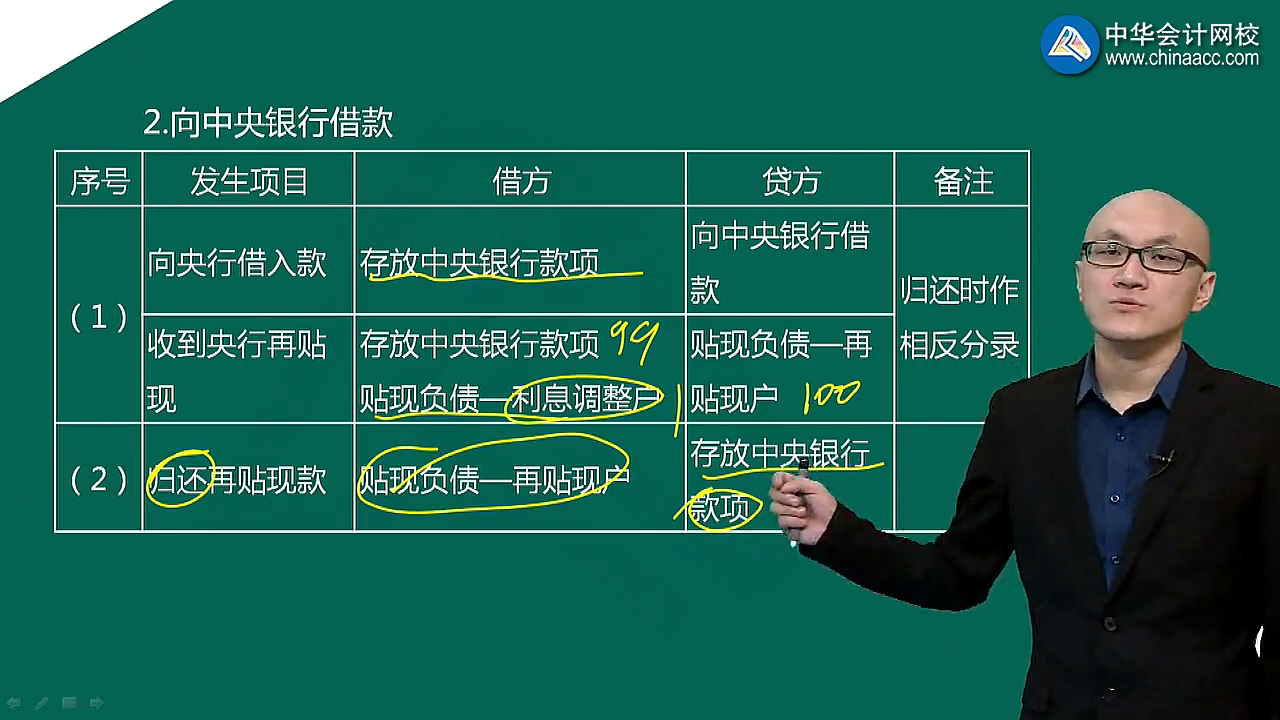 中华会计网校
www.chinaacc.com
2.向中央银行借款
序号 发生项目 借方 贷方 备注
(1) 向央行借入款 存放中央银行款项 向中央银行借
款
归还时作
相反分录
收到央行再贴
现
存放中央银行款项 99
贴现负债—利息调整户 1
贴现负债—再
贴现户 100
(2) 归还再贴现款 贴现负债—再贴现户 存放中央银行
款项